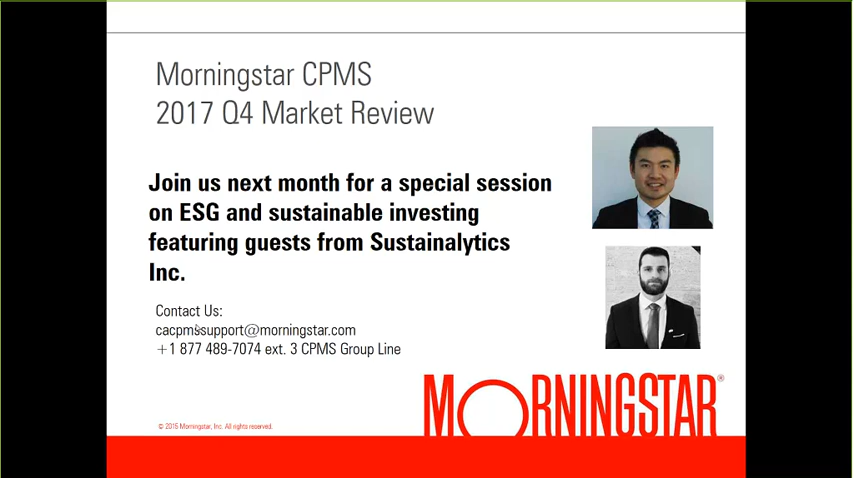 Morningstar CPMS
2017 Q4 Market Review
Join us next month for a special session
on ESG and sustainable investing
featuring guests from Sustainalytics
Inc.
Contact Us:
cacpmssupport@morningstar.com
+1 877 489-7074 ext. 3 CPMS Group Line
MORNINGSTAR®
© 2015 Morningstar, Inc. All rights reserved.